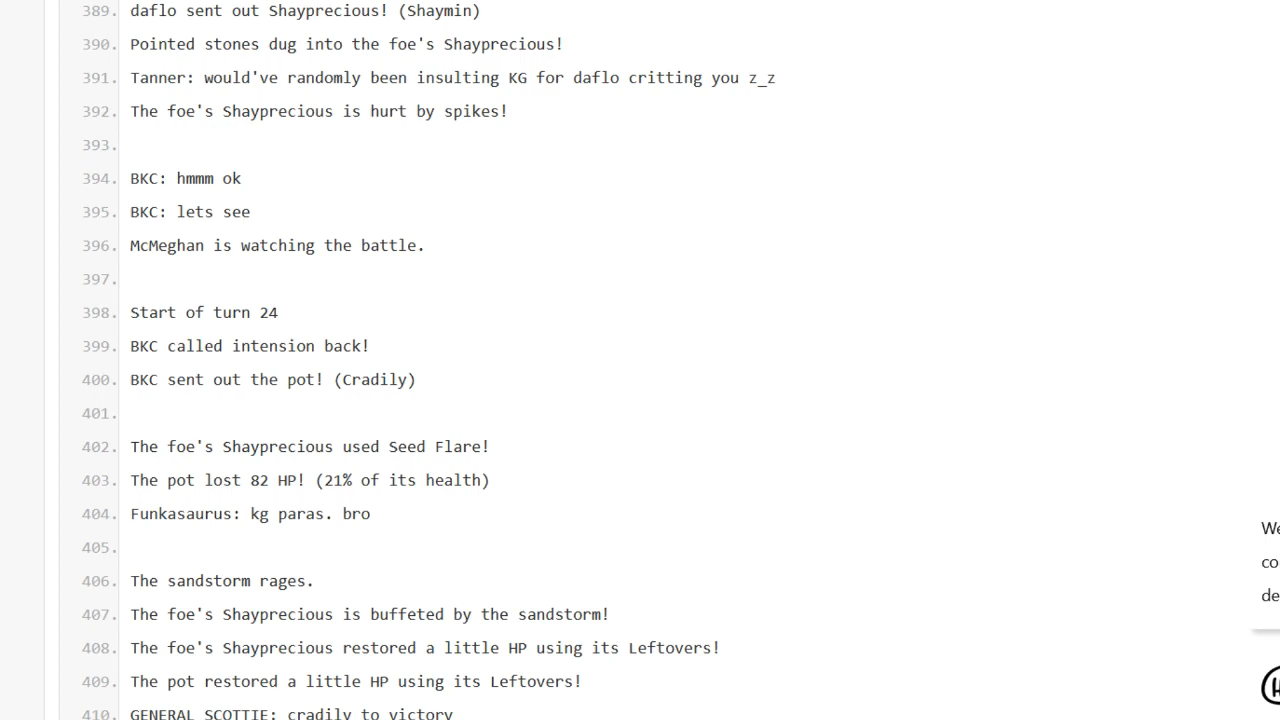 389. daflo sent out Shayprecious! (Shaymin)
390. Pointed stones dug into the foe's Shayprecious!
391. Tanner: would've randomly been insulting KG for daflo critting you z_z
392. The foe's Shayprecious is hurt by spikes!
393.
394. BKC: hmmm ok
395. BKC: lets see
396. McMeghan is watching the battle.
397.
398. Start of turn 24
399. BKC called intension back!
400. BKC sent out the pot! (Cradily)
401.
402. The foe's Shayprecious used Seed Flare!
403. The pot lost 82 HP! (21% of its health)
404. Funkasaurus: kg paras. bro
We
405.
co
406. The sandstorm rages.
de
407. The foe's Shayprecious is buffeted by the sandstorm!
408. The foe's Shayprecious restored a little HP using its Leftovers!
409. The pot restored a little HP using its Leftovers!
410. GENERAL SCOTTIE: cradily to victory